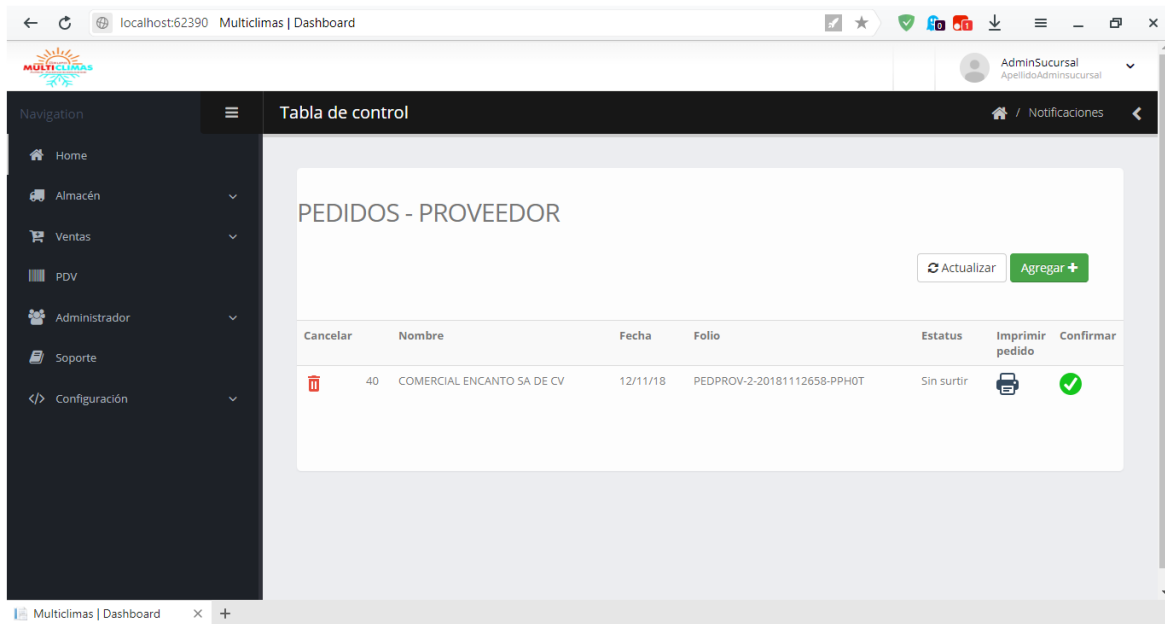 localhost:62390 Multiclimas | Dashboard
MULTICLIMAS
AdminSucursal
ApellidoAdminsucursal
Navigation
Tabla de control
/ Notificaciones
Home
Almacén
Ventas
PDV
Administrador
Soporte
Configuración
PEDIDOS - PROVEEDOR
Actualizar
Agregar
Cancelar Nombre Fecha Folio Estatus Imprimir pedido Confirmar
40 COMERCIAL ENCANTO SA DE CV 12/11/18 PEDPROV-2-20181112658-PPH0T Sin surtir
Multiclimas | Dashboard